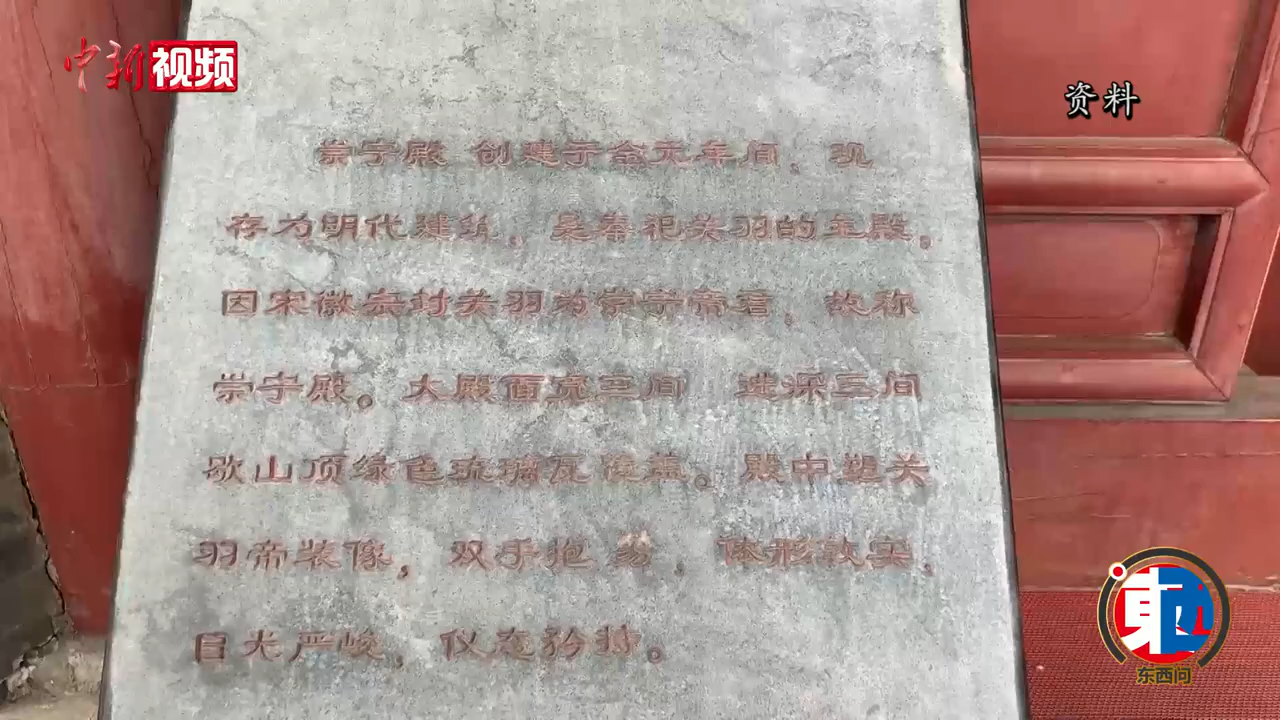 中新视频
资料
崇宁殿 创建于金元年间，现
存为明代建筑，是奉祀关羽的主殿。
因宋徽宗封关羽为崇宁帝君，故称
崇宁殿。大殿面宽三间 进深三间
歇山顶绿色琉璃瓦覆盖。殿中塑关
羽帝装像，双手抱笏，体形敦实，
目光严峻，仪态矜持。
東西
东西问